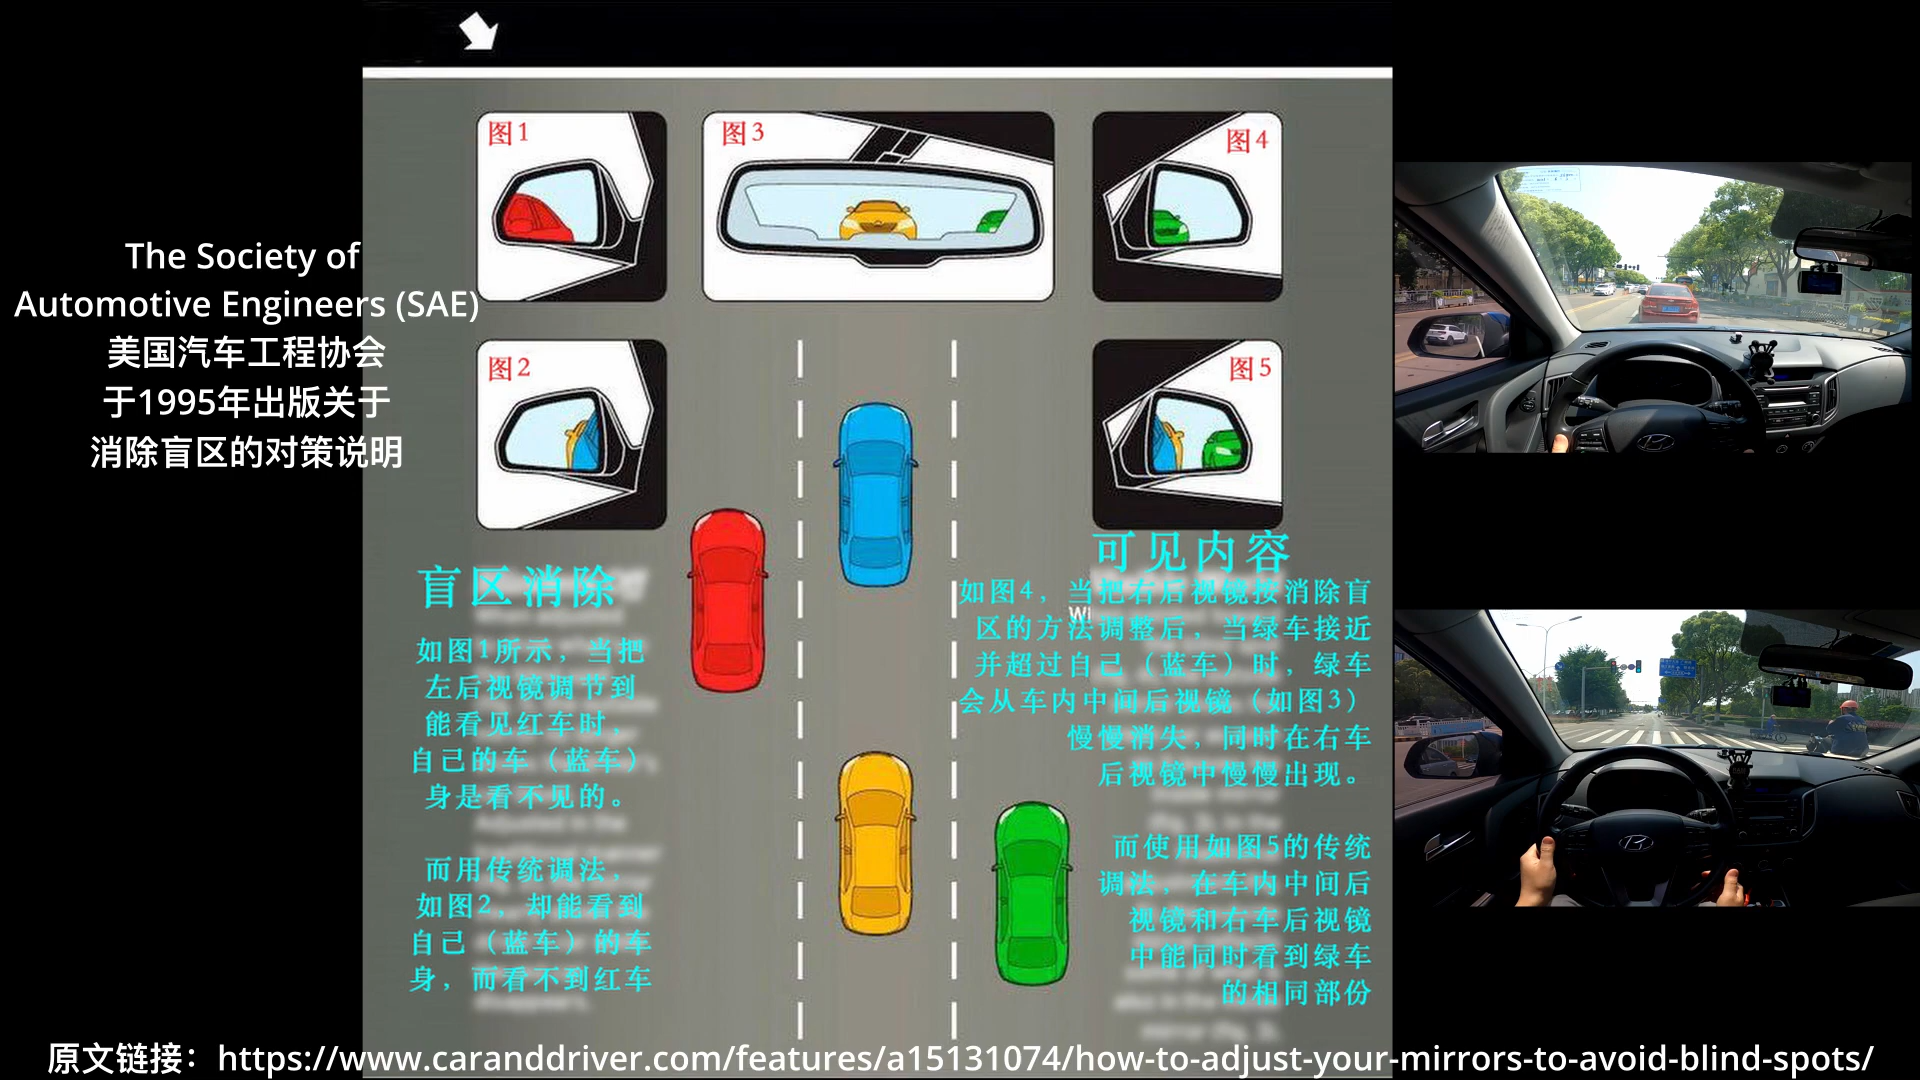 The Society of
Automotive Engineers (SAE)
美国汽车工程协会
于1995年出版关于
消除盲区的对策说明
图1
图3
图4
图2
图5
盲区消除
如图1所示，当把
左后视镜调节到
能看见红车时，
自己的车（蓝车）
身是看不见的。
而用传统调法，
如图2，却能看到
自己（蓝车）的车
身，而看不到红车
可见内容
如图4，当把右后视镜按消除盲
区的方法调整后，当绿车接近
并超过自己（蓝车）时，绿车
会从车内中间后视镜（如图3）
慢慢消失，同时在右车
后视镜中慢慢出现。
Wi
而使用如图5的传统
调法，在车内中间后
视镜和右车后视镜
中能同时看到绿车
的相同部份
原文链接：https://www.caranddriver.com/features/a15131074/how-to-adjust-your-mirrors-to-avoid-blind-spots/